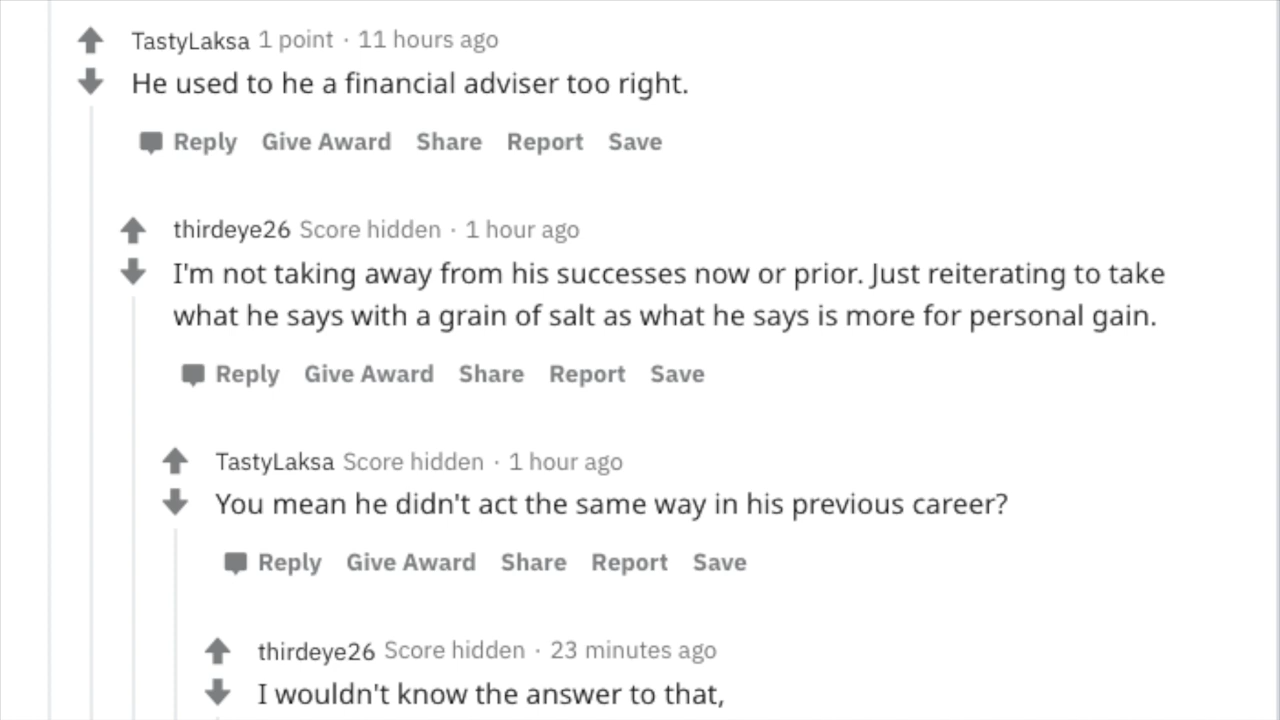 TastyLaksa 1 point · 11 hours ago
He used to he a financial adviser too right.
Reply Give Award Share Report Save
thirdeye26 Score hidden · 1 hour ago
I'm not taking away from his successes now or prior. Just reiterating to take
what he says with a grain of salt as what he says is more for personal gain.
Reply Give Award Share Report Save
TastyLaksa Score hidden · 1 hour ago
You mean he didn't act the same way in his previous career?
Reply Give Award Share Report Save
thirdeye26 Score hidden · 23 minutes ago
I wouldn't know the answer to that,